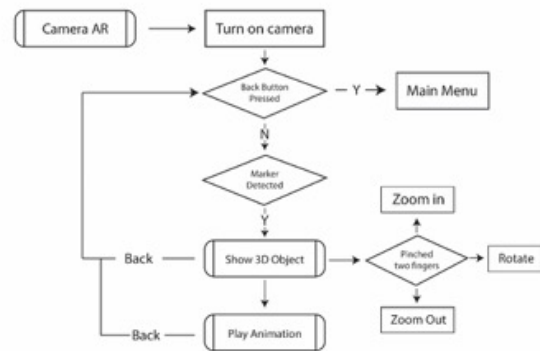 Camera AR
Turn on camera
Back Button
Pressed
Y
Main Menu
N
Marker
Detected
Y
Zoom in
Back
Show 3D Object
Pinched
two fingers
Rotate
Back
Play Animation
Zoom Out